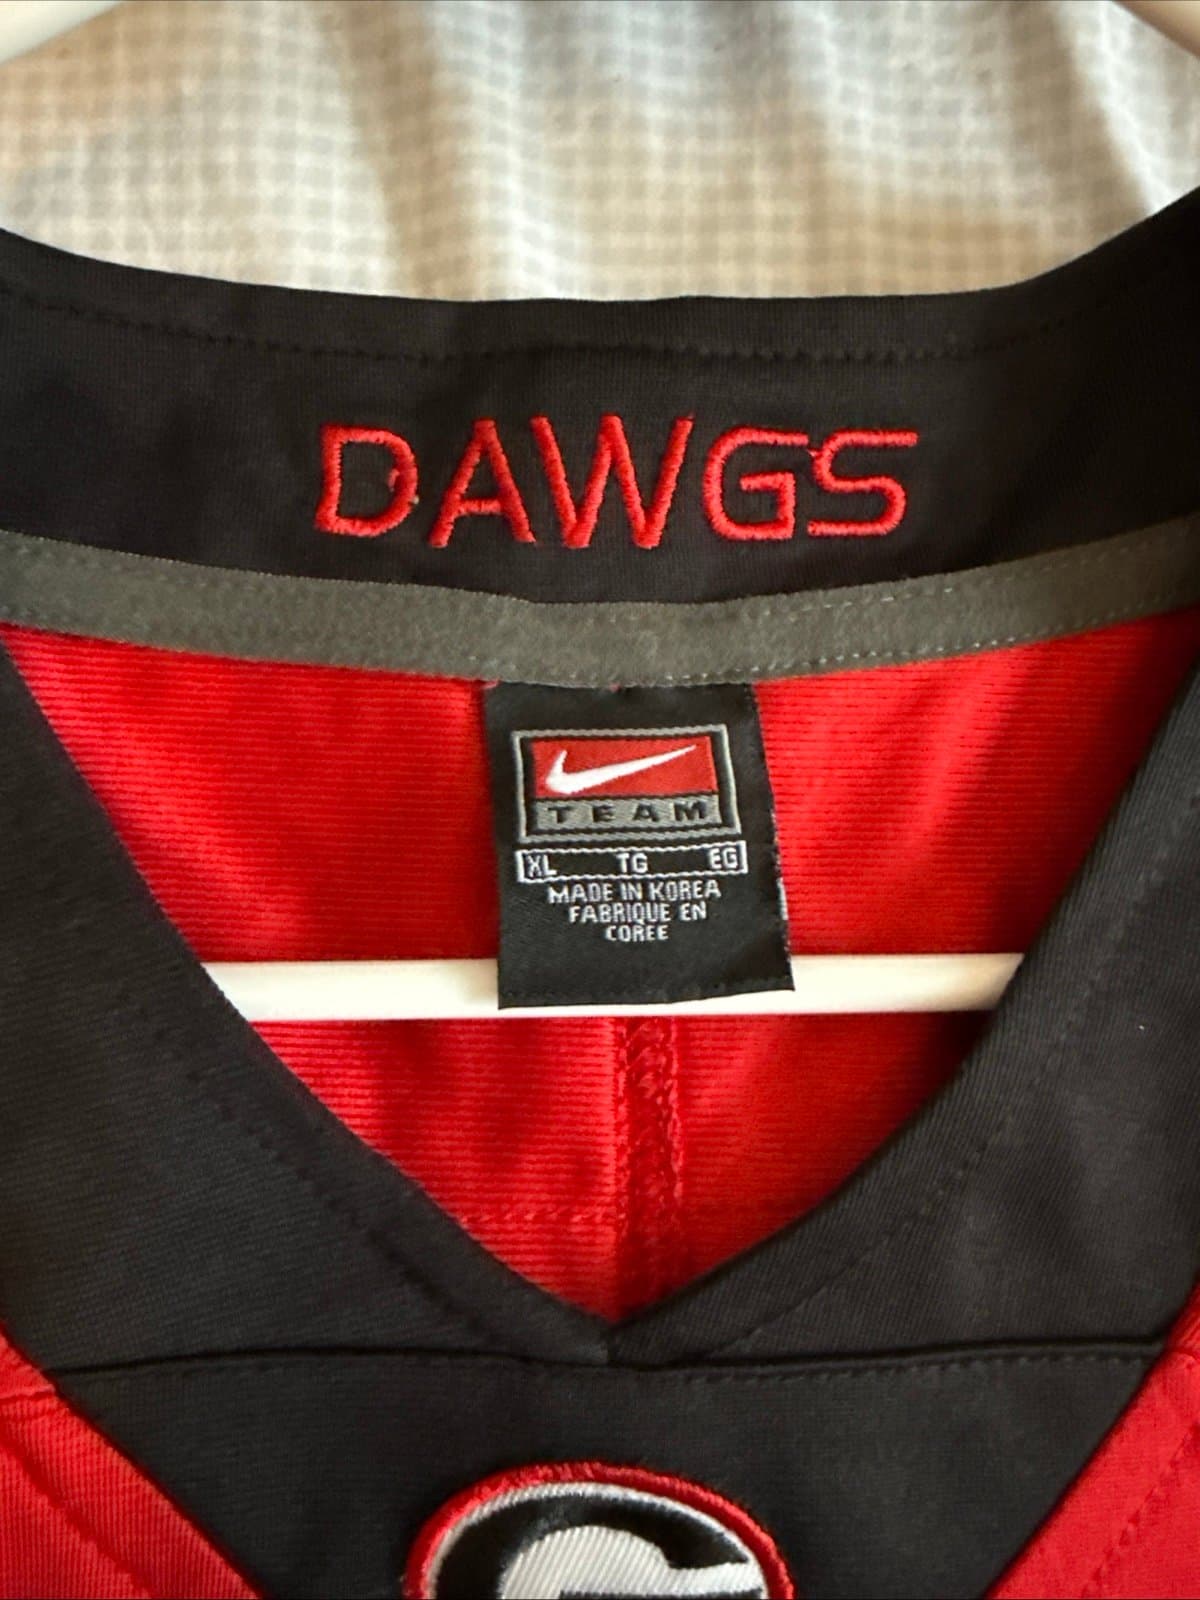 DAWGS
TEAM
XL TG EG
MADE IN KOREA
FABRIQUE EN
COREE
G